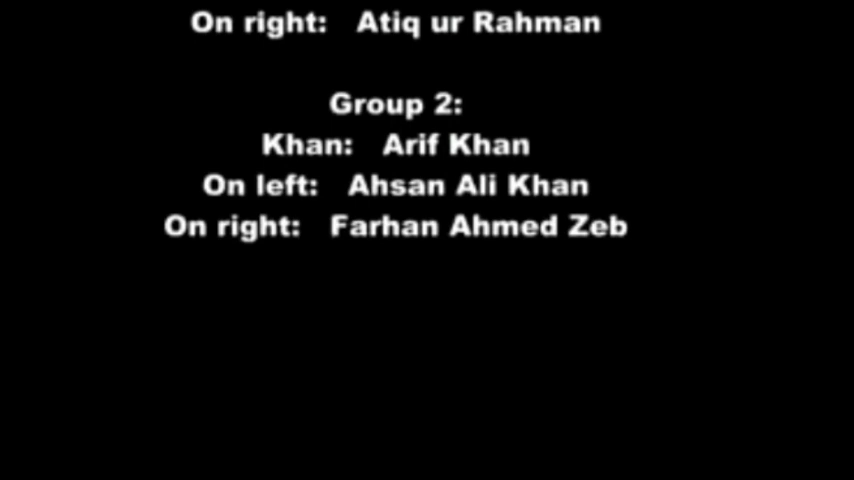 On right: Atiq ur Rahman
Group 2:
Khan: Arif Khan
On left: Ahsan Ali Khan
On right: Farhan Ahmed Zeb